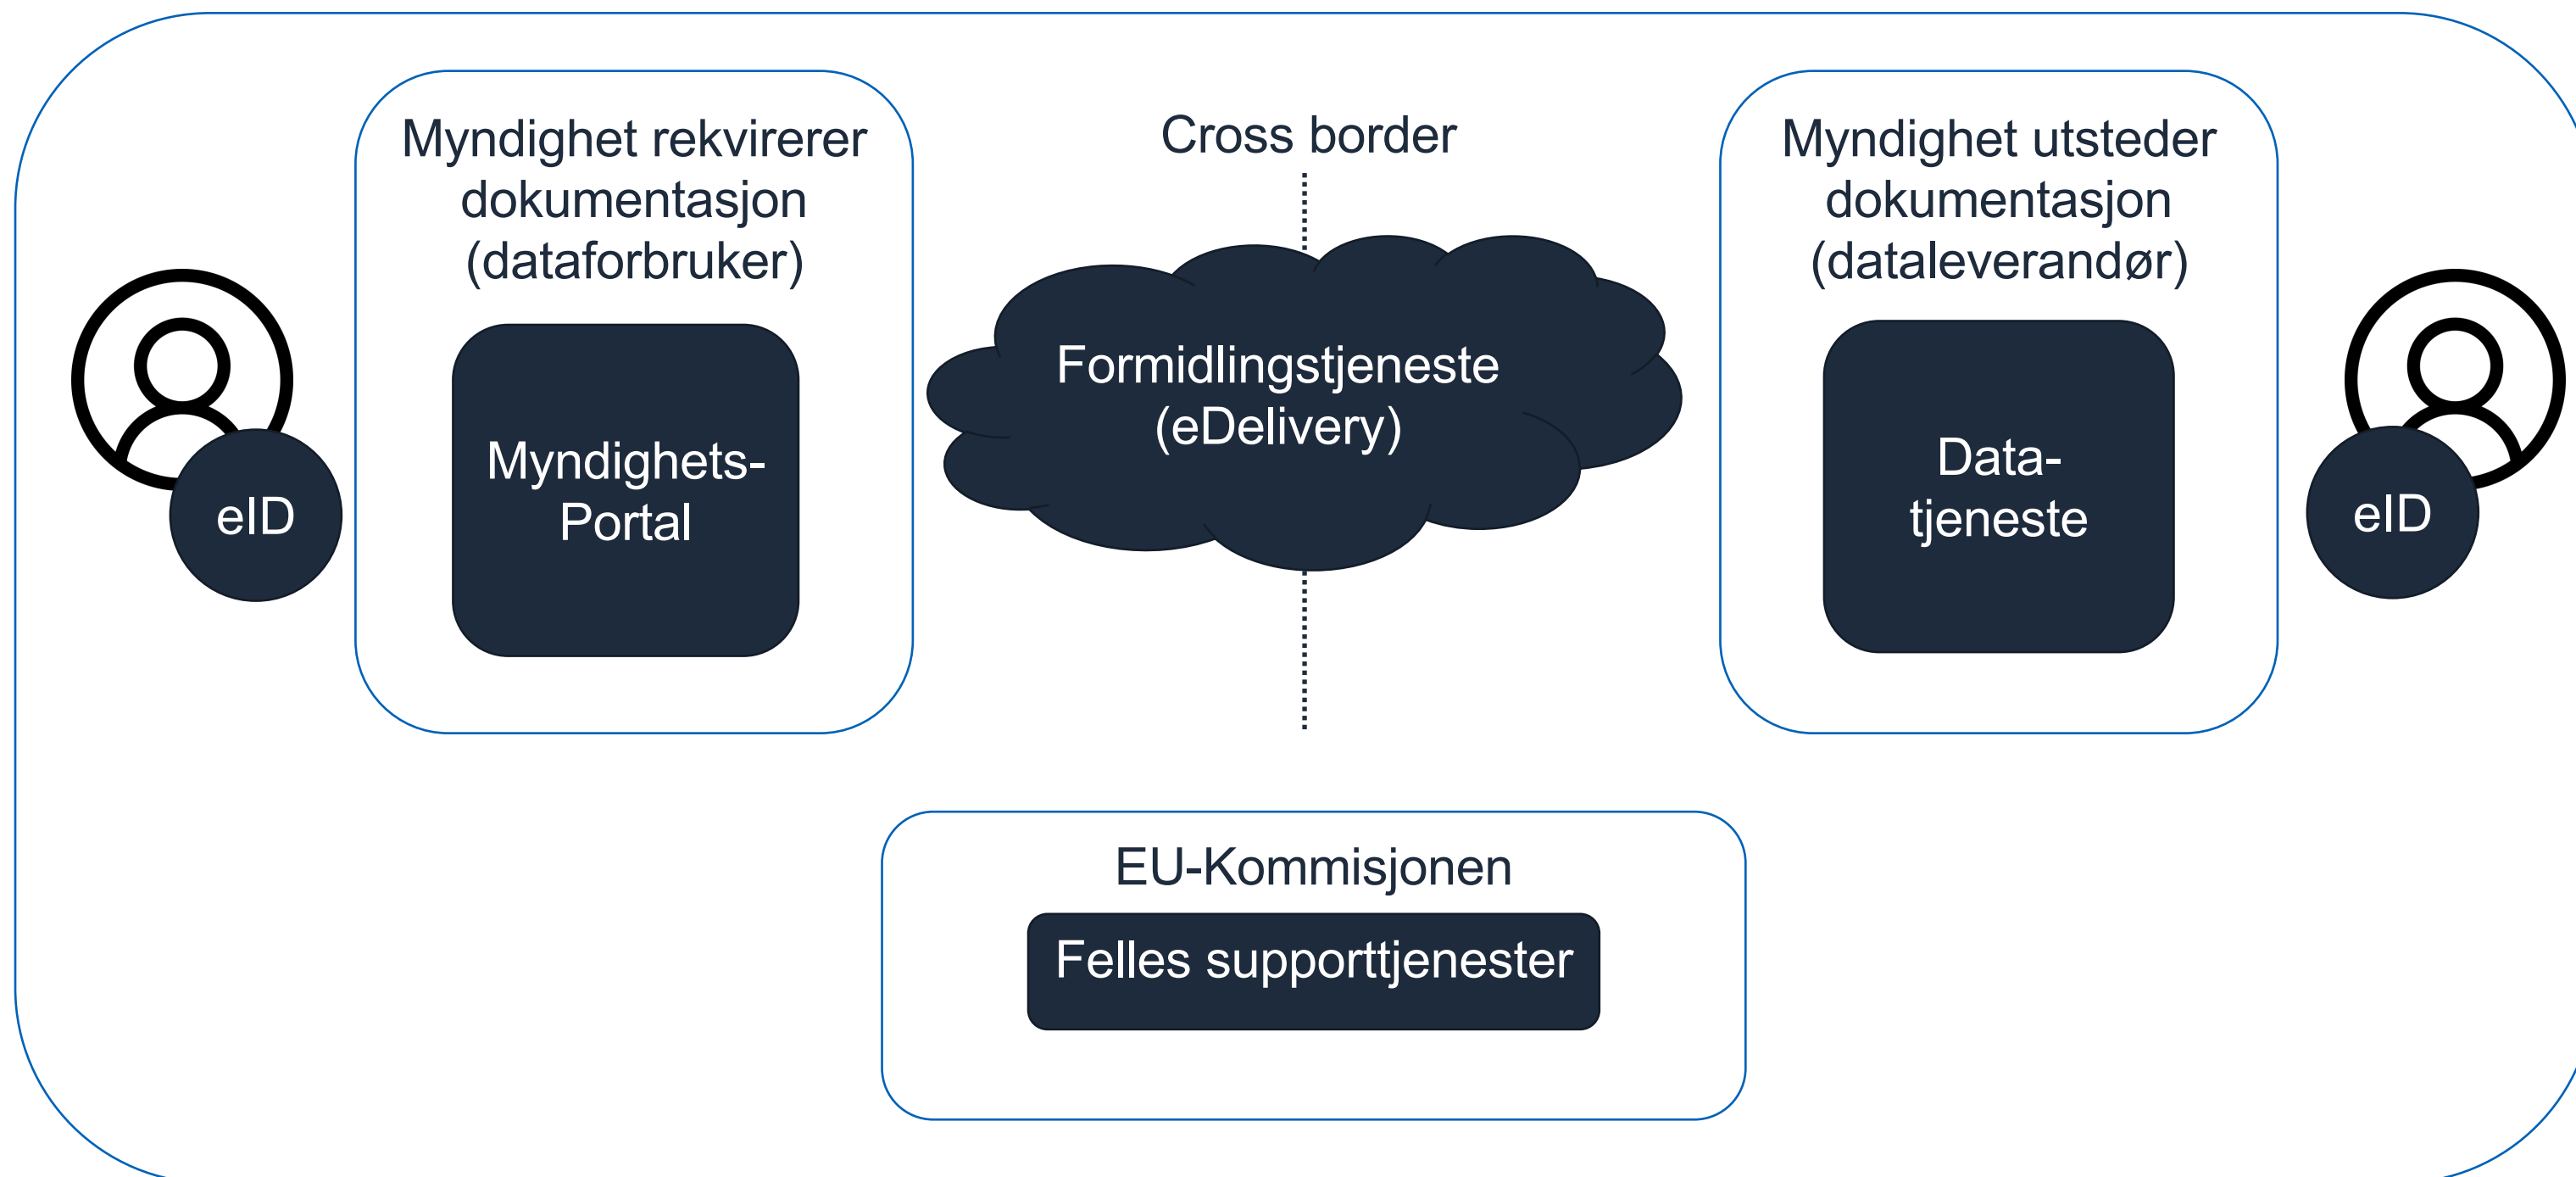 Myndighet rekvirerer
dokumentasjon
(dataforbruker)
Cross border
Myndighet utsteder
dokumentasjon
(dataleverandør)
eID
Myndighets-
Portal
Formidlingstjeneste
(eDelivery)
Data-
tjeneste
eID
EU-Kommisjonen
Felles supporttjenester